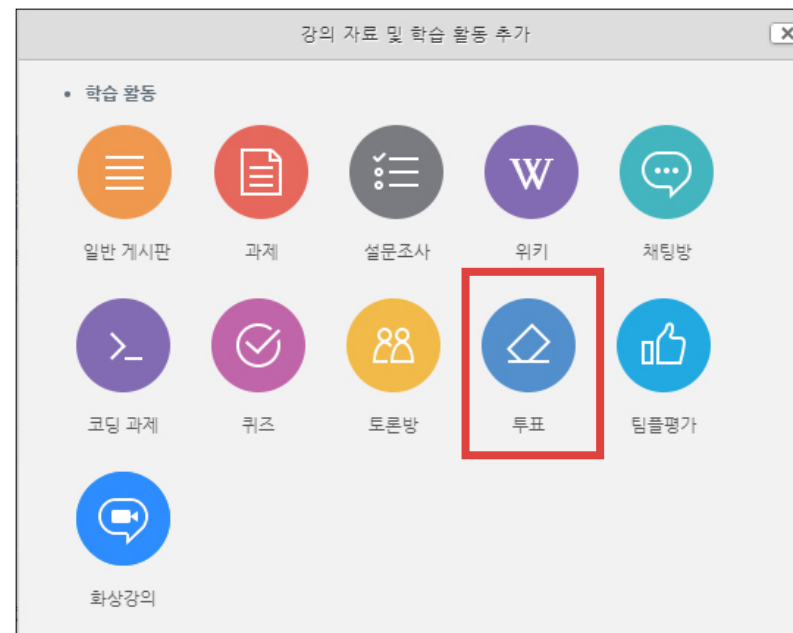 강의 자료 및 학습 활동 추가
학습 활동
W
일반 게시판 과제 설문조사 위키 채팅방
코딩 과제 퀴즈 토론방 투표 팀플평가
화상강의